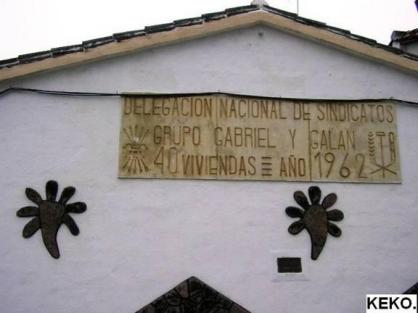 DELEGACION NACIONAL DE SINDICATOS
GRUPO GABRIEL Y GALAN
40 VIVIENDAS AÑO 1962
KEKO.